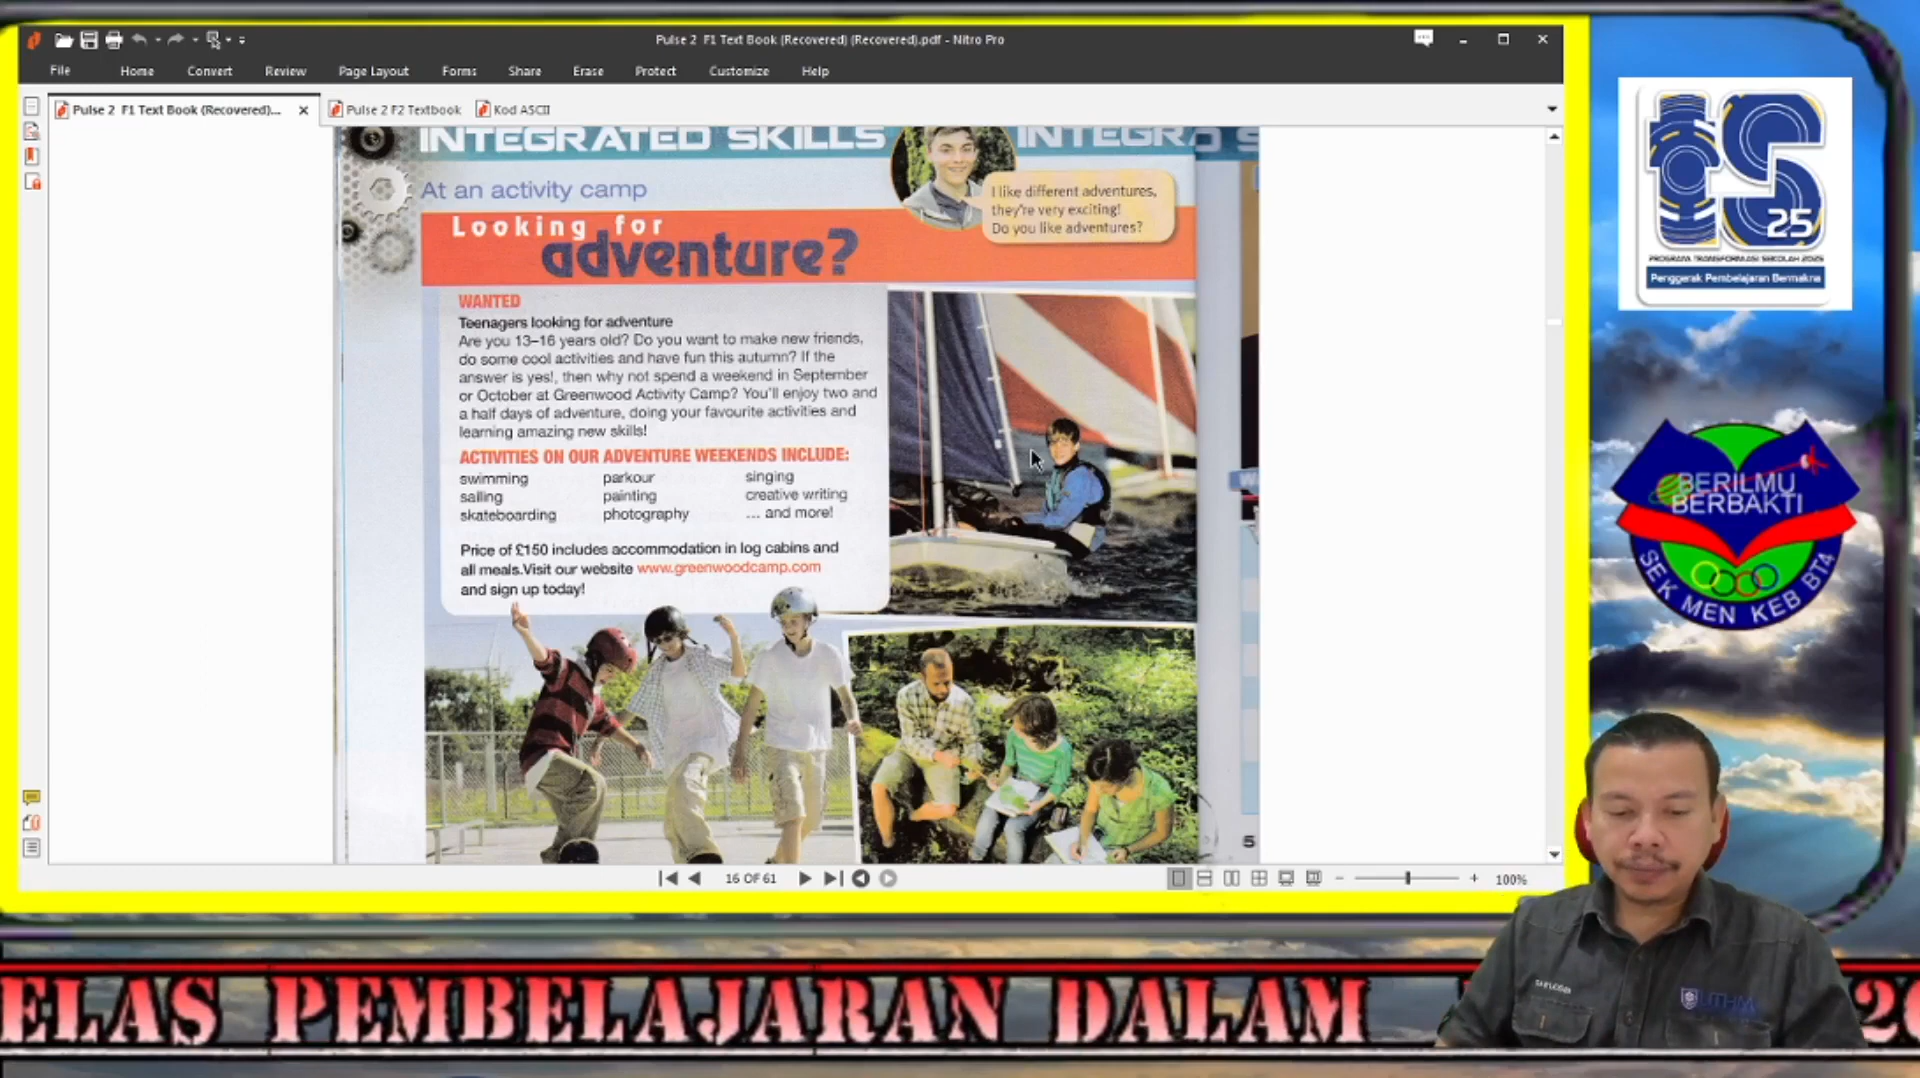 Pulse 2 F1 Text Book (Recovered) (Recovered).pdf - Nitro Pro
File Home Convert Review Page Layout Forms Share Erase Protect Customize Help
Pulse 2 F1 Text Book (Recovered)... Pulse 2 F2 Textbook Kod ASCII
INTEGRATED SKILLS
At an activity camp
I like different adventures,
they're very exciting!
Do you like adventures?
Looking for
adventure?
WANTED
Teenagers looking for adventure
Are you 13–16 years old? Do you want to make new friends,
do some cool activities and have fun this autumn? If the
answer is yes!, then why not spend a weekend in September
or October at Greenwood Activity Camp? You'll enjoy two and
a half days of adventure, doing your favourite activities and
learning amazing new skills!
ACTIVITIES ON OUR ADVENTURE WEEKENDS INCLUDE:
swimming parkour singing
sailing painting creative writing
skateboarding photography ... and more!
Price of £150 includes accommodation in log cabins and
all meals.Visit our website www.greenwoodcamp.com
and sign up today!
5
16 OF 61
100%
tS
25
PROGRAM TRANSFORMASI SEKOLAH 2025
Penggerak Pembelajaran Bermakna
BERILMU
BERBAKTI
SEK MEN KEB BT4
UTHM
ELAS PEMBELAJARAN DALAM